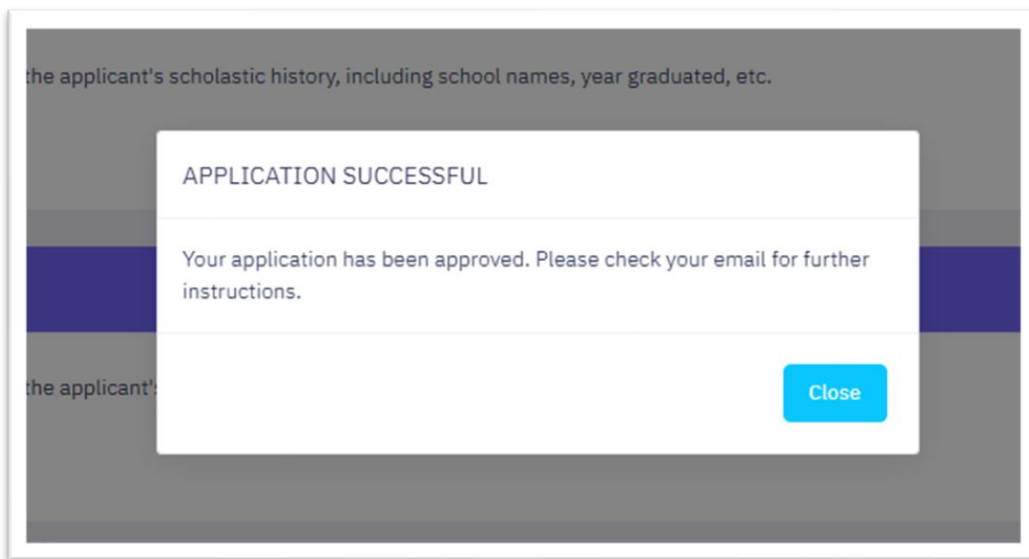 the applicant's scholastic history, including school names, year graduated, etc.
APPLICATION SUCCESSFUL
Your application has been approved. Please check your email for further
instructions.
the applicant's
Close